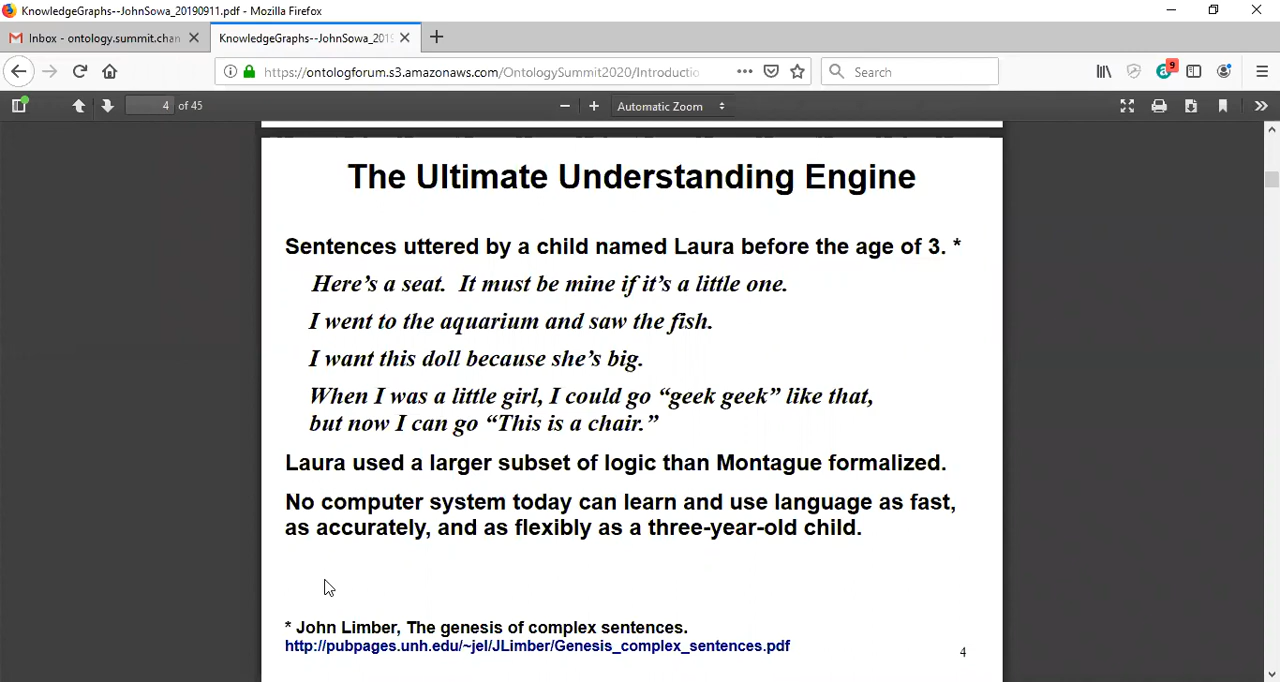 KnowledgeGraphs--JohnSowa_20190911.pdf - Mozilla Firefox
Inbox - ontology.summit.chan
KnowledgeGraphs--JohnSowa_201
https://ontologforum.s3.amazonaws.com/OntologySummit2020/Introductio
Search
9
4 of 45
Automatic Zoom
The Ultimate Understanding Engine
Sentences uttered by a child named Laura before the age of 3. *
Here’s a seat. It must be mine if it’s a little one.
I went to the aquarium and saw the fish.
I want this doll because she’s big.
When I was a little girl, I could go “geek geek” like that,
but now I can go “This is a chair.”
Laura used a larger subset of logic than Montague formalized.
No computer system today can learn and use language as fast,
as accurately, and as flexibly as a three-year-old child.
* John Limber, The genesis of complex sentences.
http://pubpages.unh.edu/~jel/JLimber/Genesis_complex_sentences.pdf
4